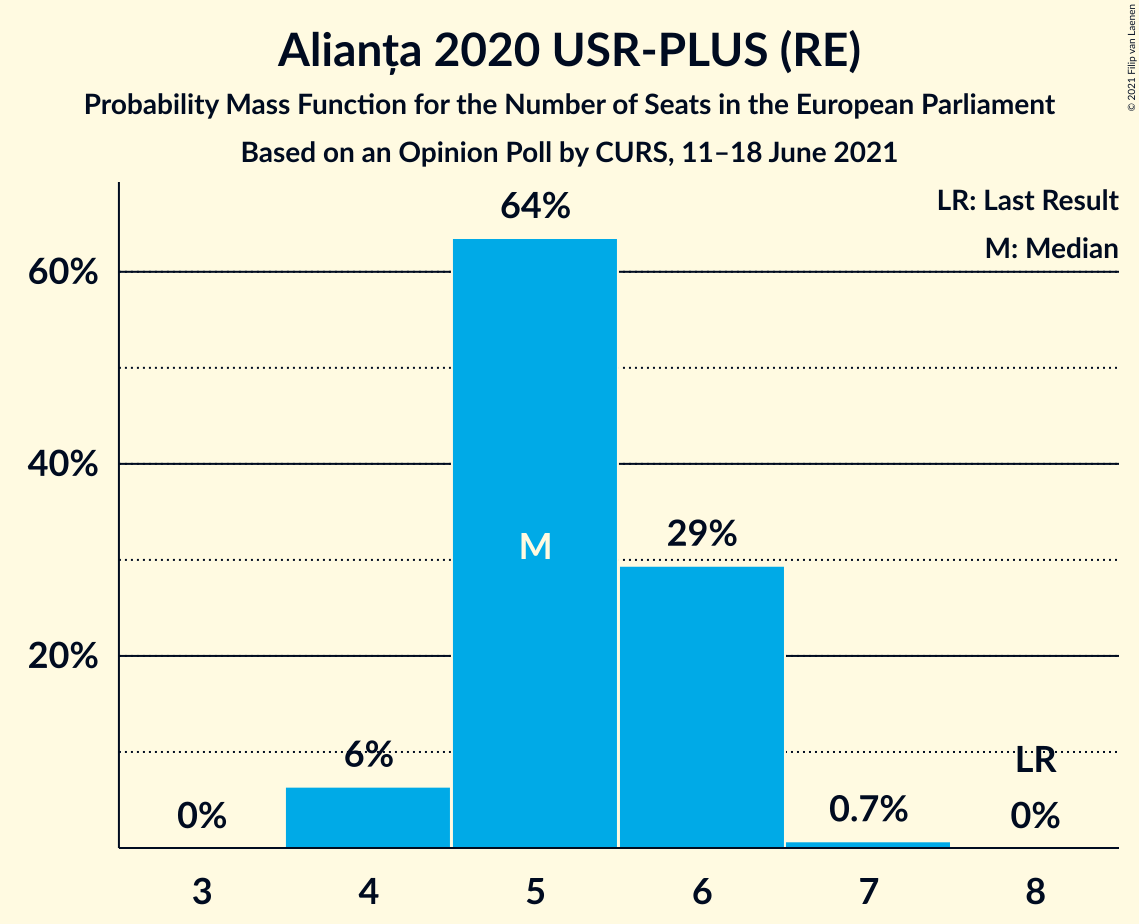 Alianța 2020 USR-PLUS (RE)
Probability Mass Function for the Number of Seats in the European Parliament
Based on an Opinion Poll by CURS, 11–18 June 2021
© 2021 Filip van Laenen
LR: Last Result
M: Median
60%
40%
20%
0%
6%
64%
M
29%
0.7%
LR
0%
3 4 5 6 7 8